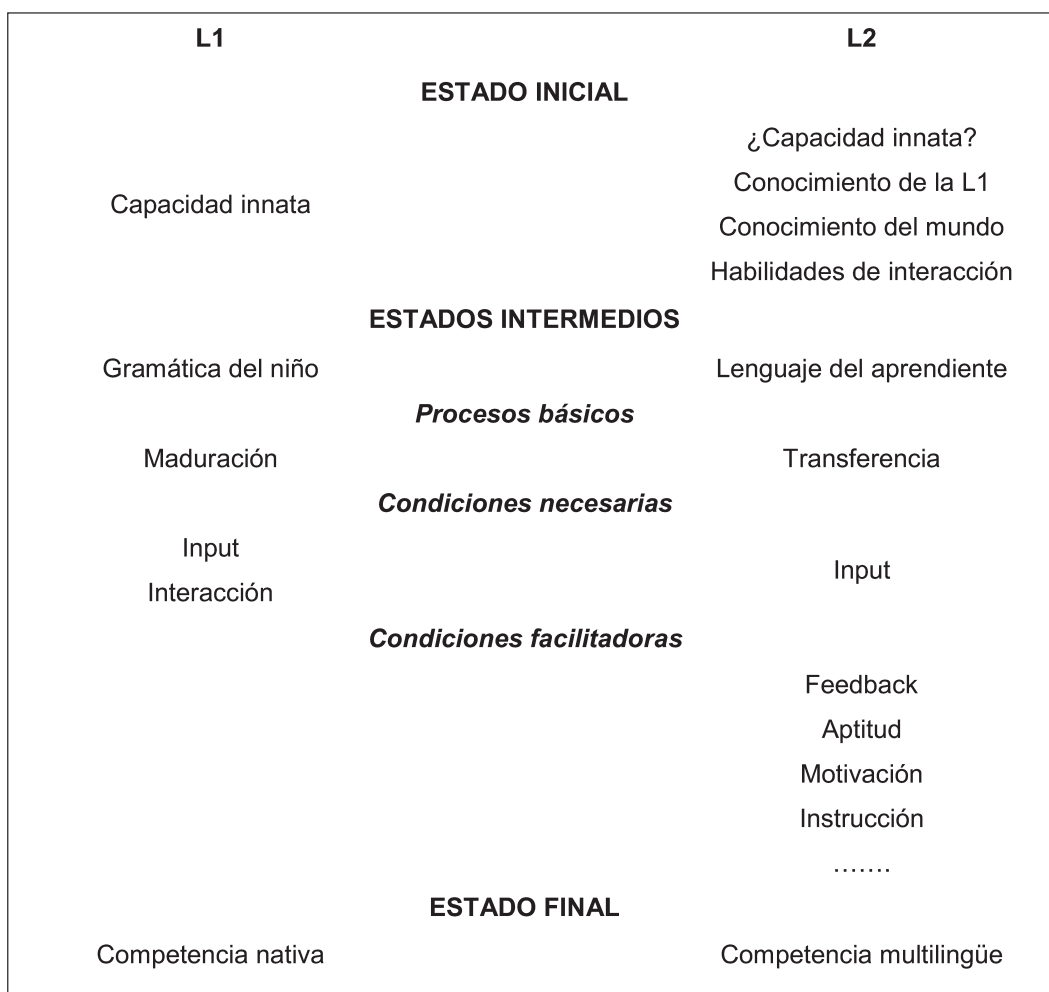 L1 L2
ESTADO INICIAL
Capacidad innata
¿Capacidad innata?
Conocimiento de la L1
Conocimiento del mundo
Habilidades de interacción
ESTADOS INTERMEDIOS
Gramática del niño Lenguaje del aprendiente
Procesos básicos
Maduración Transferencia
Condiciones necesarias
Input
Interacción
Input
Condiciones facilitadoras
Feedback
Aptitud
Motivación
Instrucción
…….
ESTADO FINAL
Competencia nativa Competencia multilingüe